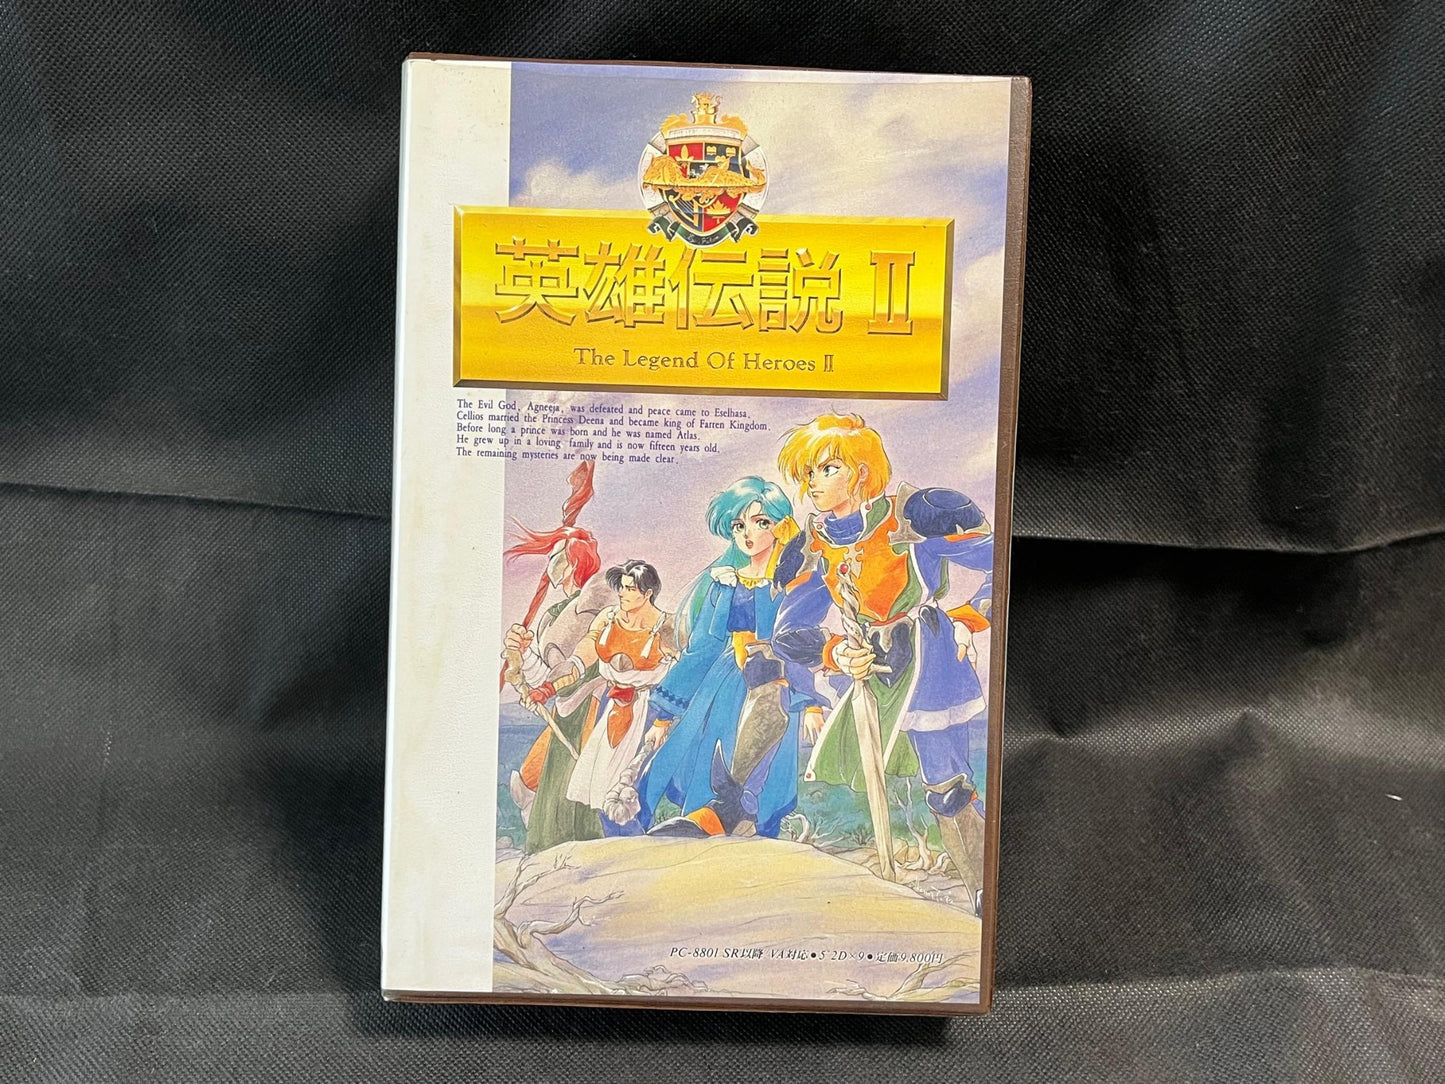 英雄伝説 II
The Legend Of Heroes II
The Evil God, Agneeja, was defeated and peace came to Eselhasa.
Cellios married the Princess Deena and became king of Farren Kingdom.
Before long a prince was born and he was named Atlas.
He grew up in a loving family and is now fifteen years old.
The remaining mysteries are now being made clear.
PC-8801 SR以降/VA対応●5"2D×9●定価9,800円